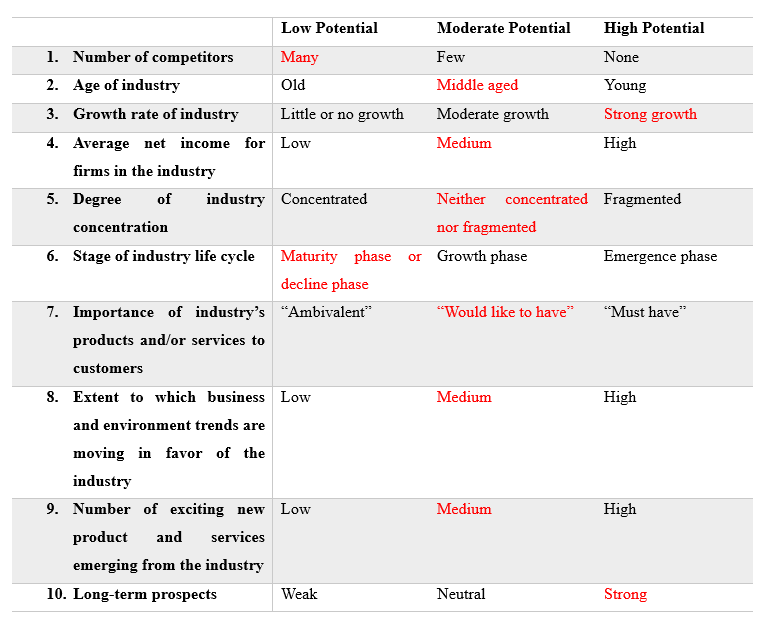 Low Potential Moderate Potential High Potential
1. Number of competitors Many Few None
2. Age of industry Old Middle aged Young
3. Growth rate of industry Little or no growth Moderate growth Strong growth
4. Average net income for Low Medium High
firms in the industry
5. Degree of industry Concentrated Neither concentrated Fragmented
concentration nor fragmented
6. Stage of industry life cycle Maturity phase or Growth phase Emergence phase
decline phase
7. Importance of industry’s “Ambivalent” “Would like to have” “Must have”
products and/or services to
customers
8. Extent to which business Low Medium High
and environment trends are
moving in favor of the
industry
9. Number of exciting new Low Medium High
product and services
emerging from the industry
10. Long-term prospects Weak Neutral Strong